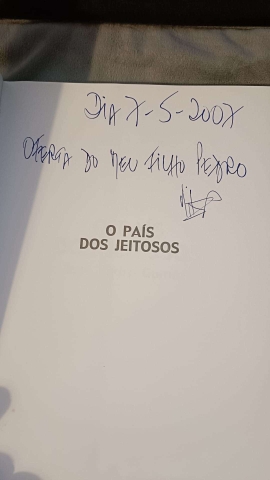 DIA 7-5-2007
OFERTA DO MEU FILHO PEDRO
O PAÍS
DOS JEITOSOS